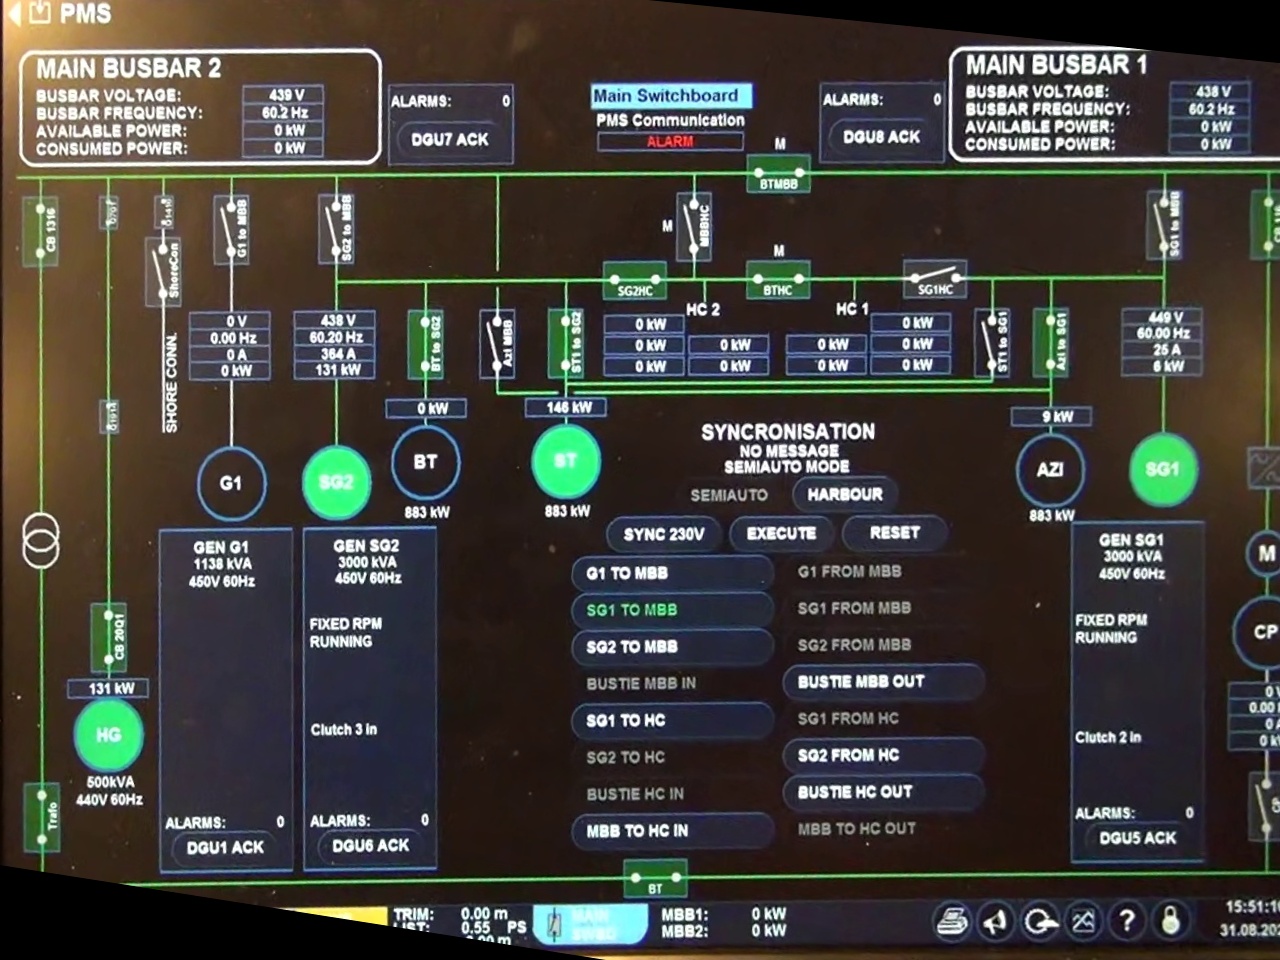 PMS
MAIN BUSBAR 2
BUSBAR VOLTAGE: 439 V
BUSBAR FREQUENCY: 60.2 Hz
AVAILABLE POWER: 0 kW
CONSUMED POWER: 0 kW
ALARMS: 0
DGU7 ACK
Main Switchboard
PMS Communication
ALARM
ALARMS: 0
DGU8 ACK
MAIN BUSBAR 1
BUSBAR VOLTAGE: 438 V
BUSBAR FREQUENCY: 60.2 Hz
AVAILABLE POWER: 0 kW
CONSUMED POWER: 0 kW
M
BTMBB
CB 1316
ShoreCon
G1 to MBB
SG2 to MBB
M
MBBHC
SG1 to MBB
M
SG2HC
BTHC
SG1HC
HC 2
HC 1
SHORE CONN.
0 V
0.00 Hz
0 A
0 kW
438 V
60.20 Hz
364 A
131 kW
BT to SG2
Azi MBB
ST1 to SG2
0 kW
0 kW 0 kW
0 kW 0 kW
0 kW
0 kW 0 kW
0 kW 0 kW
ST1 to SG1
Azi to SG1
449 V
60.00 Hz
25 A
6 kW
0 kW
146 kW
9 kW
G1
SG2
BT
883 kW
BT
883 kW
AZI
883 kW
SG1
SYNCRONISATION
NO MESSAGE
SEMIAUTO MODE
SEMIAUTO HARBOUR
SYNC 230V EXECUTE RESET
G1 TO MBB G1 FROM MBB
SG1 TO MBB SG1 FROM MBB
SG2 TO MBB SG2 FROM MBB
BUSTIE MBB IN BUSTIE MBB OUT
SG1 TO HC SG1 FROM HC
SG2 TO HC SG2 FROM HC
BUSTIE HC IN BUSTIE HC OUT
MBB TO HC IN MBB TO HC OUT
GEN G1
1138 kVA
450V 60Hz
ALARMS: 0
DGU1 ACK
GEN SG2
3000 kVA
450V 60Hz
FIXED RPM
RUNNING
Clutch 3 in
ALARMS: 0
DGU6 ACK
GEN SG1
3000 kVA
450V 60Hz
FIXED RPM
RUNNING
Clutch 2 in
ALARMS: 0
DGU5 ACK
CB 20Q1
131 kW
HG
500kVA
440V 60Hz
Trafo
M
CP
BT
TRIM: 0.00 m
LIST: 0.55 PS
MAIN
MBB1: 0 kW
MBB2: 0 kW
?